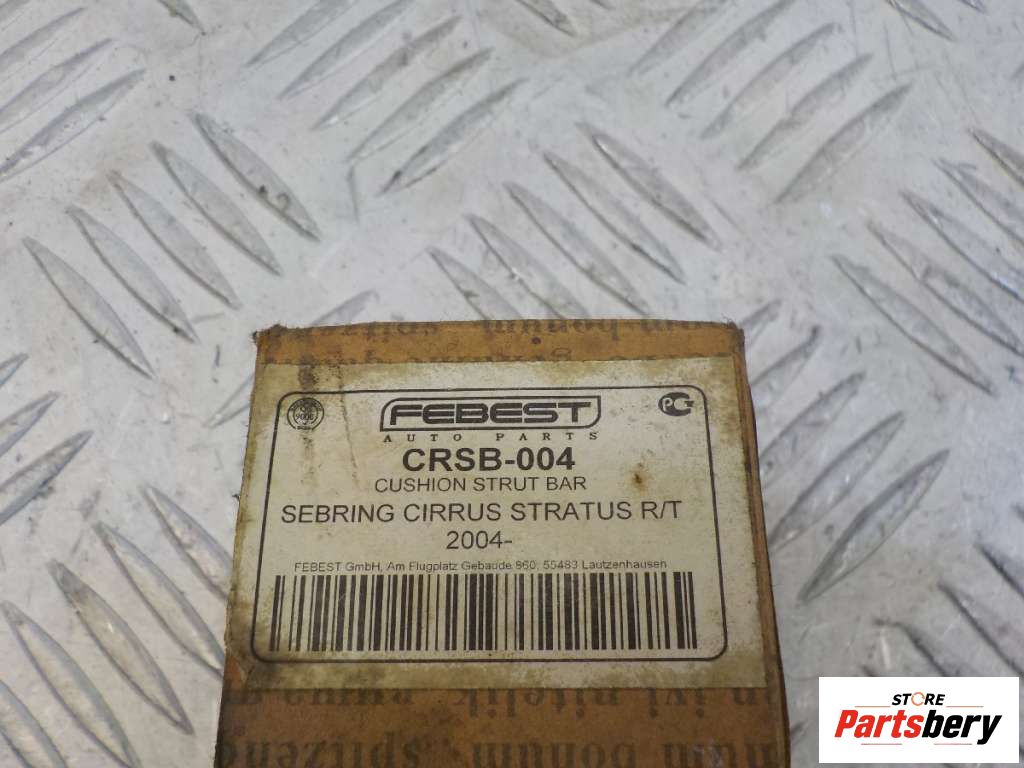 FEBEST
AUTO PARTS
CRSB-004
CUSHION STRUT BAR
SEBRING CIRRUS STRATUS R/T
2004-
FEBEST GmbH, Am Flugplatz Gebaude 860, 55483 Lautzenhausen
STORE
Partsbery